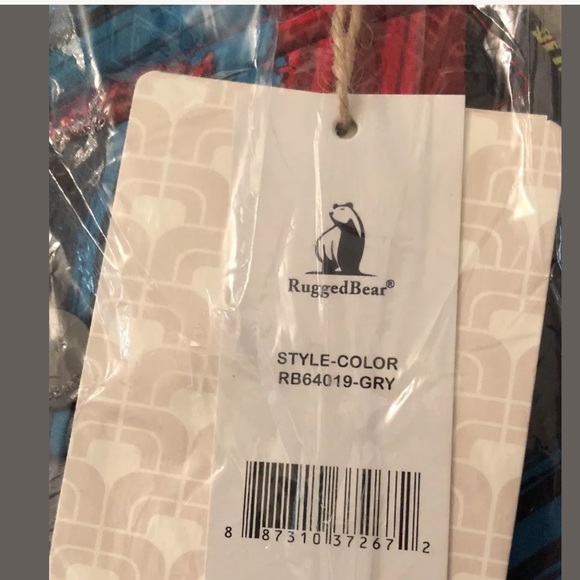 RuggedBear®
STYLE-COLOR
RB64019-GRY
8 87310 37267 2